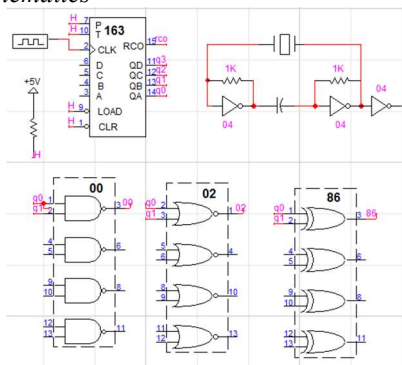 ematics
H 7 P 163
H 10 T
2 CLK RCO 15 rco
6 D QD 11 q3
5 C QC 12 q2
4 B QB 13 q1
3 A QA 14 q0
H 9 LOAD
H 1 CLR
+5V
H
1K 1K
04 04 04
00
q0 1 3 00
q1 2
4 6
5
9 8
10
12 11
13
02
q0 2 1 02
q1 3
5 4
6
8 10
9
11 13
12
86
q0 1 3 86
q1 2
4 6
5
9 8
10
12 11
13